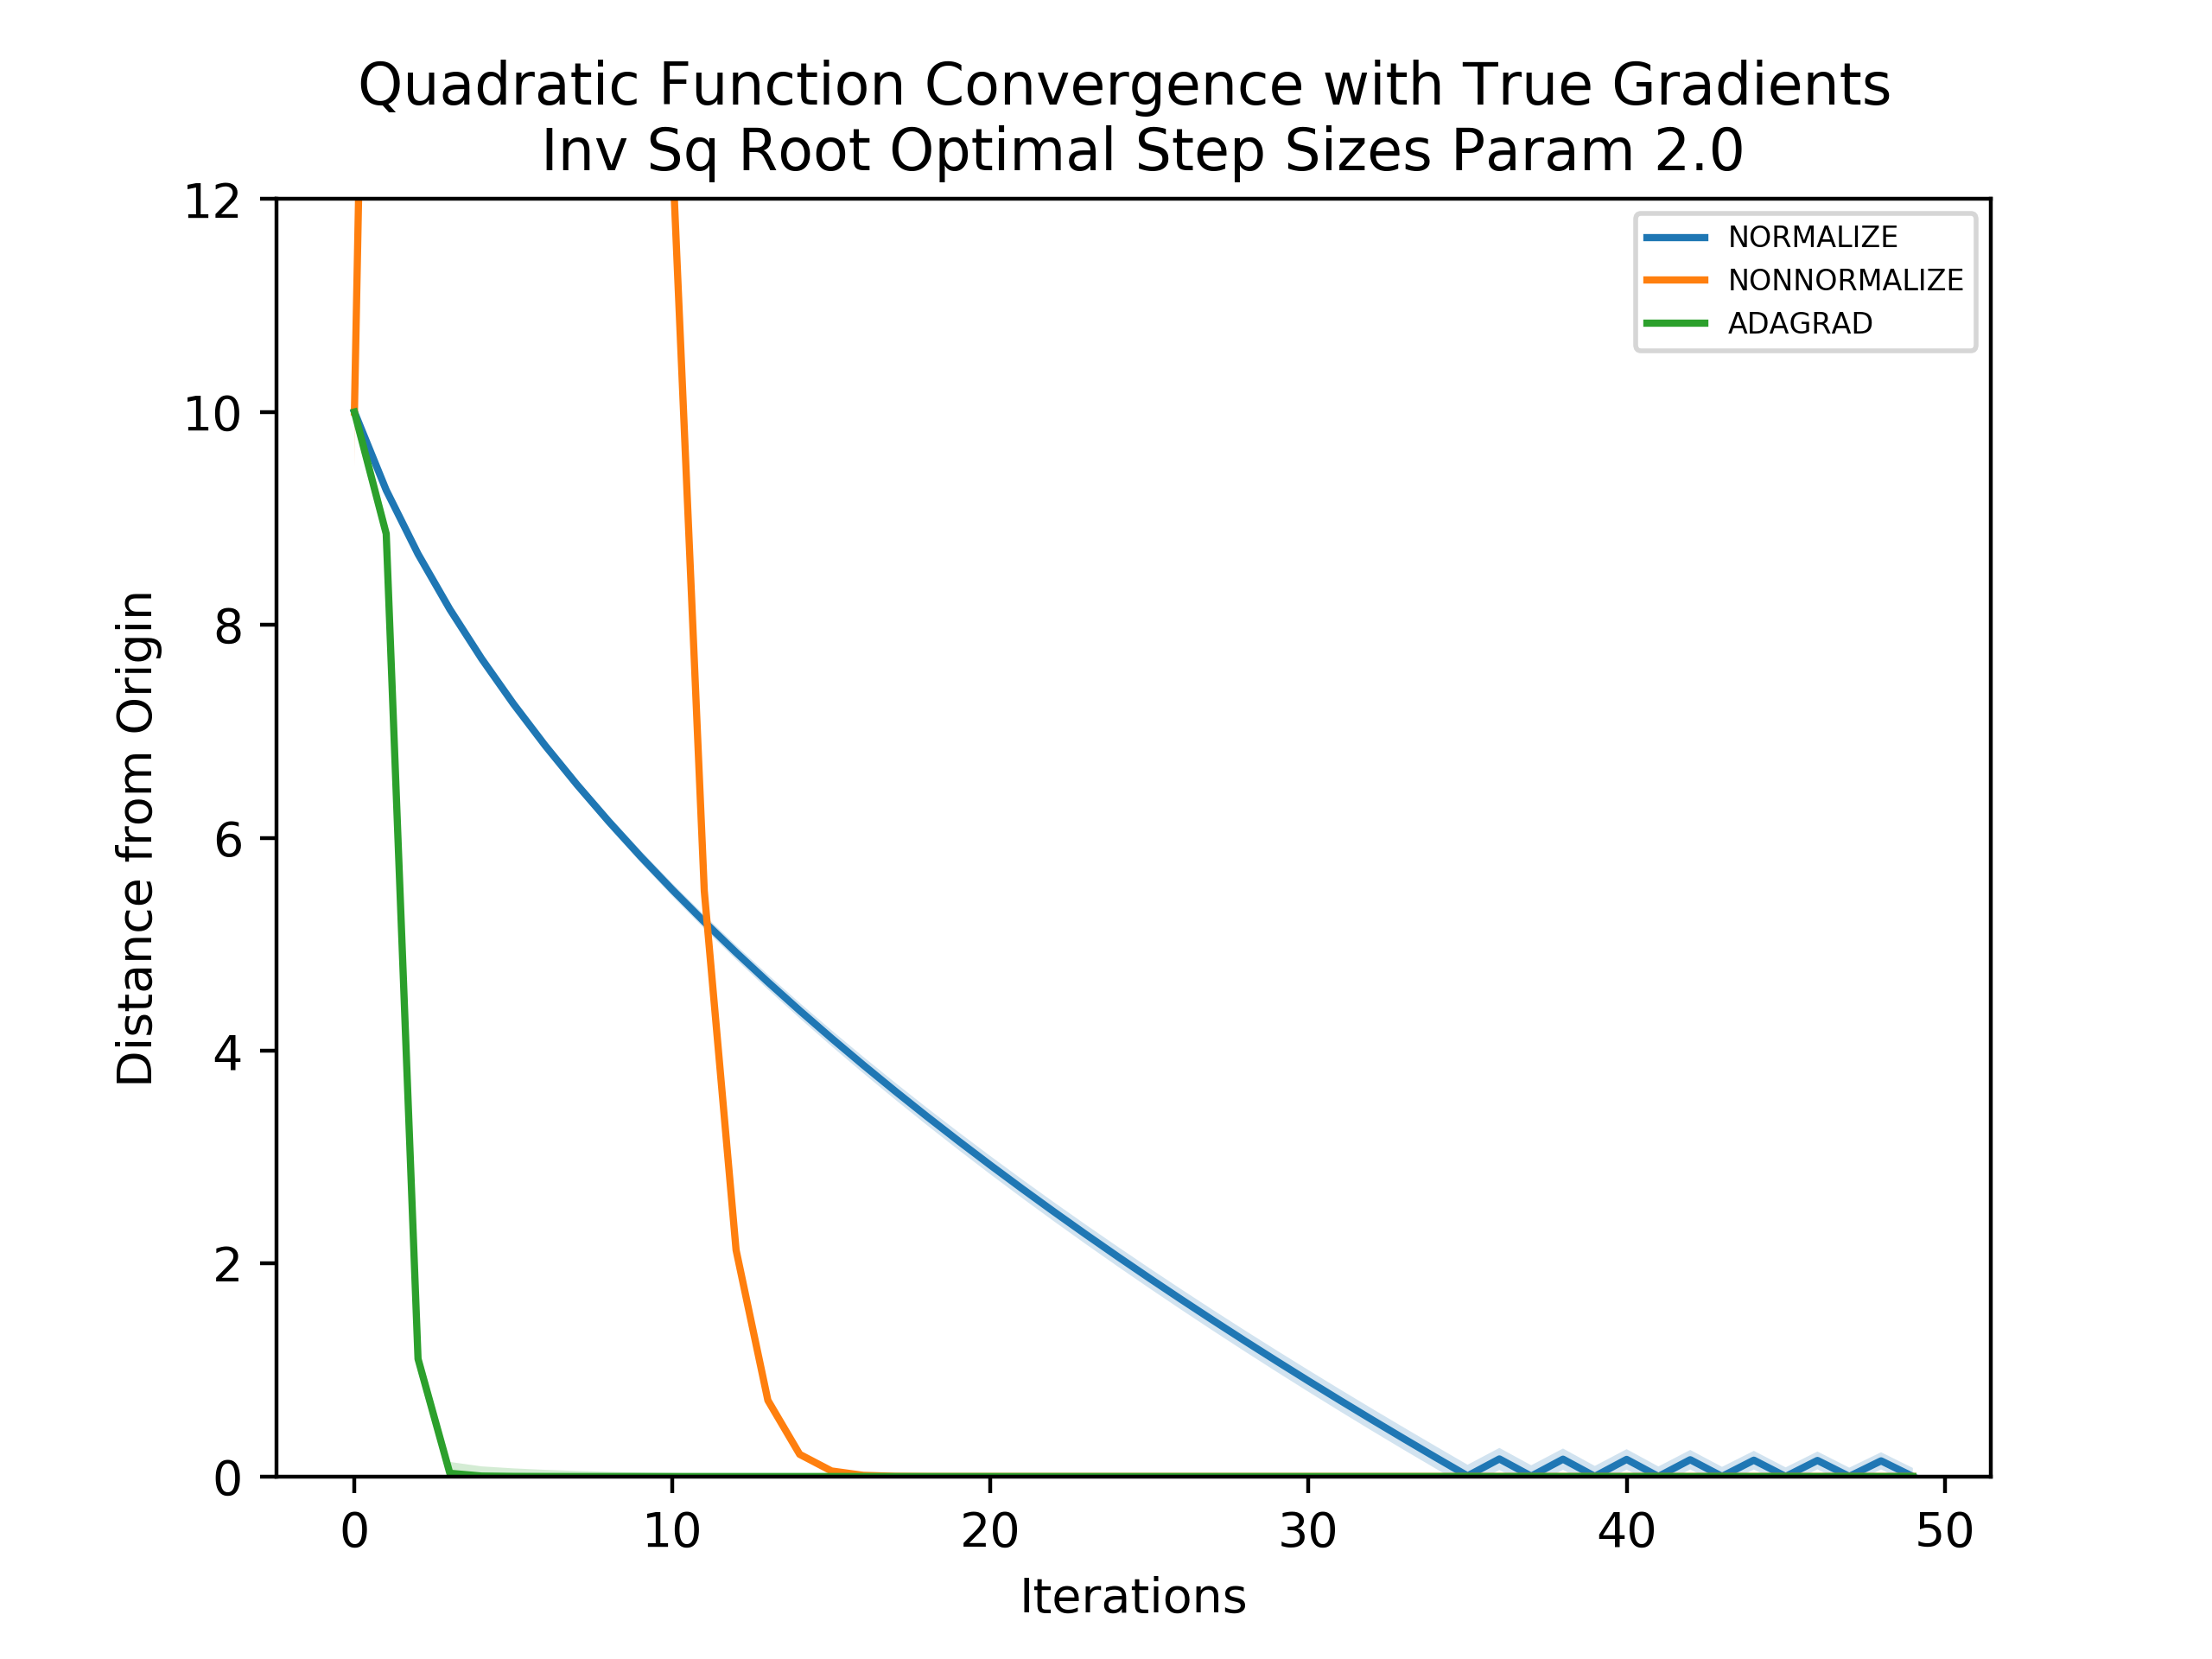 Quadratic Function Convergence with True Gradients
Inv Sq Root Optimal Step Sizes Param 2.0
12
10
8
6
4
2
0
Distance from Origin
NORMALIZE
NONNORMALIZE
ADAGRAD
0 10 20 30 40 50
Iterations